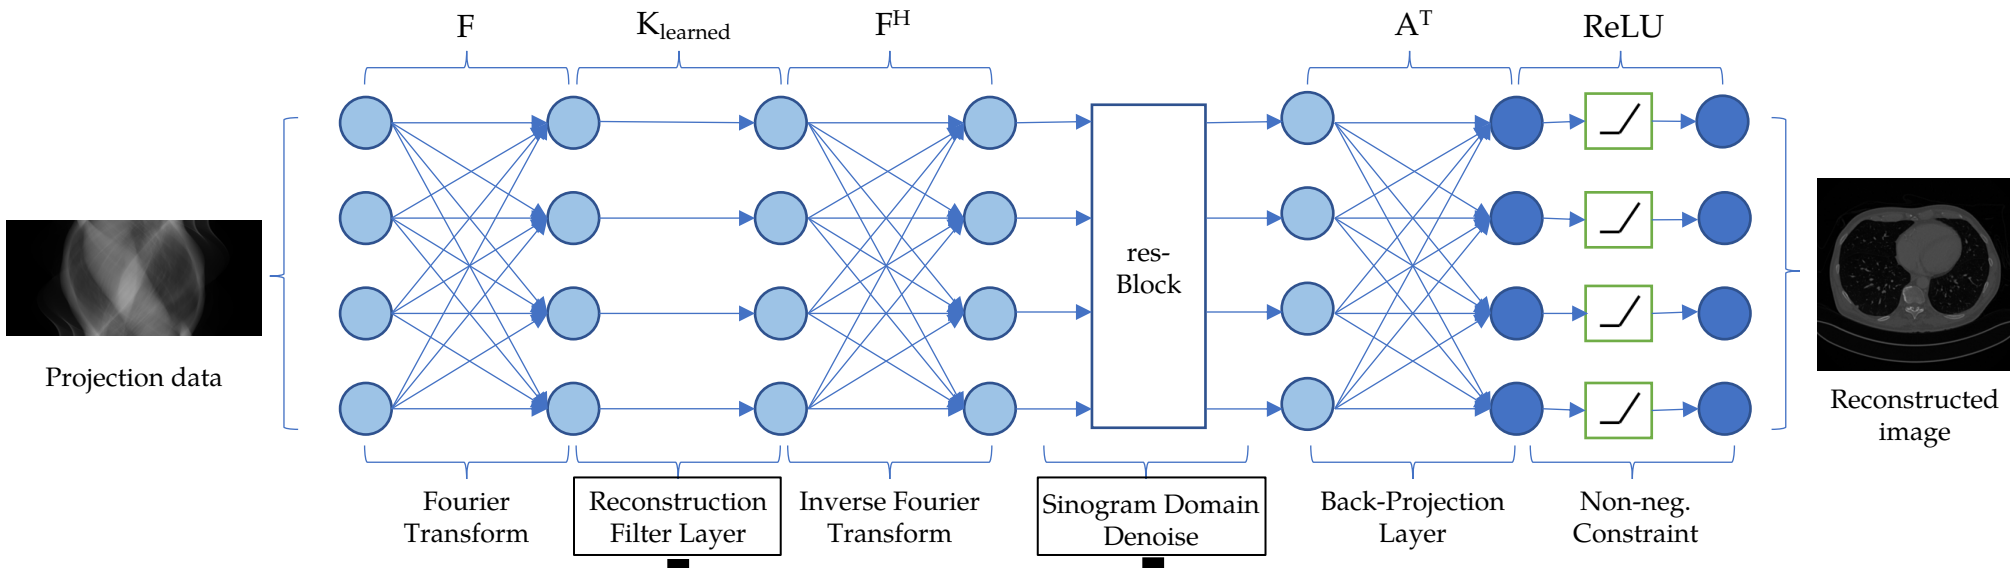 F
K_learned
F^H
A^T
ReLU
Projection data
res-
Block
Reconstructed
image
Fourier
Transform
Reconstruction
Filter Layer
Inverse Fourier
Transform
Sinogram Domain
Denoise
Back-Projection
Layer
Non-neg.
Constraint